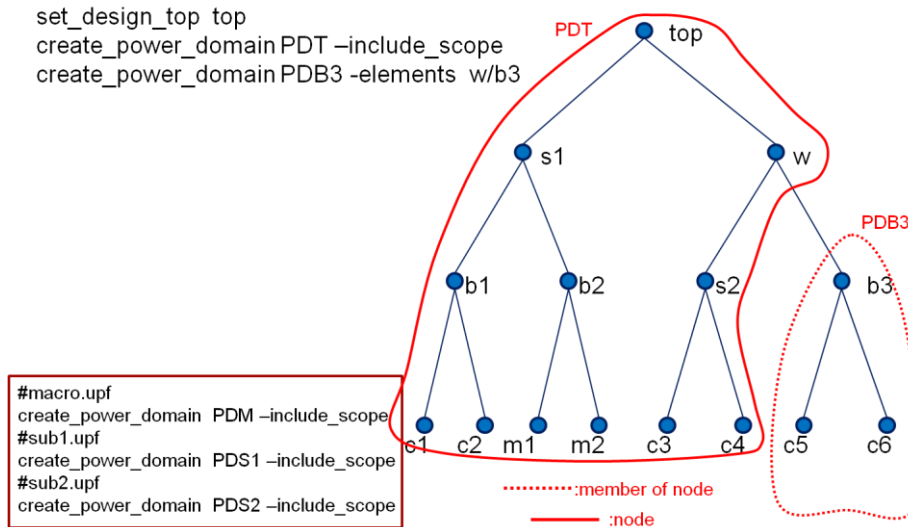 set_design_top top
create_power_domain PDT –include_scope
create_power_domain PDB3 -elements w/b3
PDT
top
s1
w
PDB3
b1
b2
s2
b3
#macro.upf
create_power_domain PDM –include_scope
#sub1.upf
create_power_domain PDS1 –include_scope
#sub2.upf
create_power_domain PDS2 –include_scope
c1
c2
m1
m2
c3
c4
c5
c6
:member of node
:node